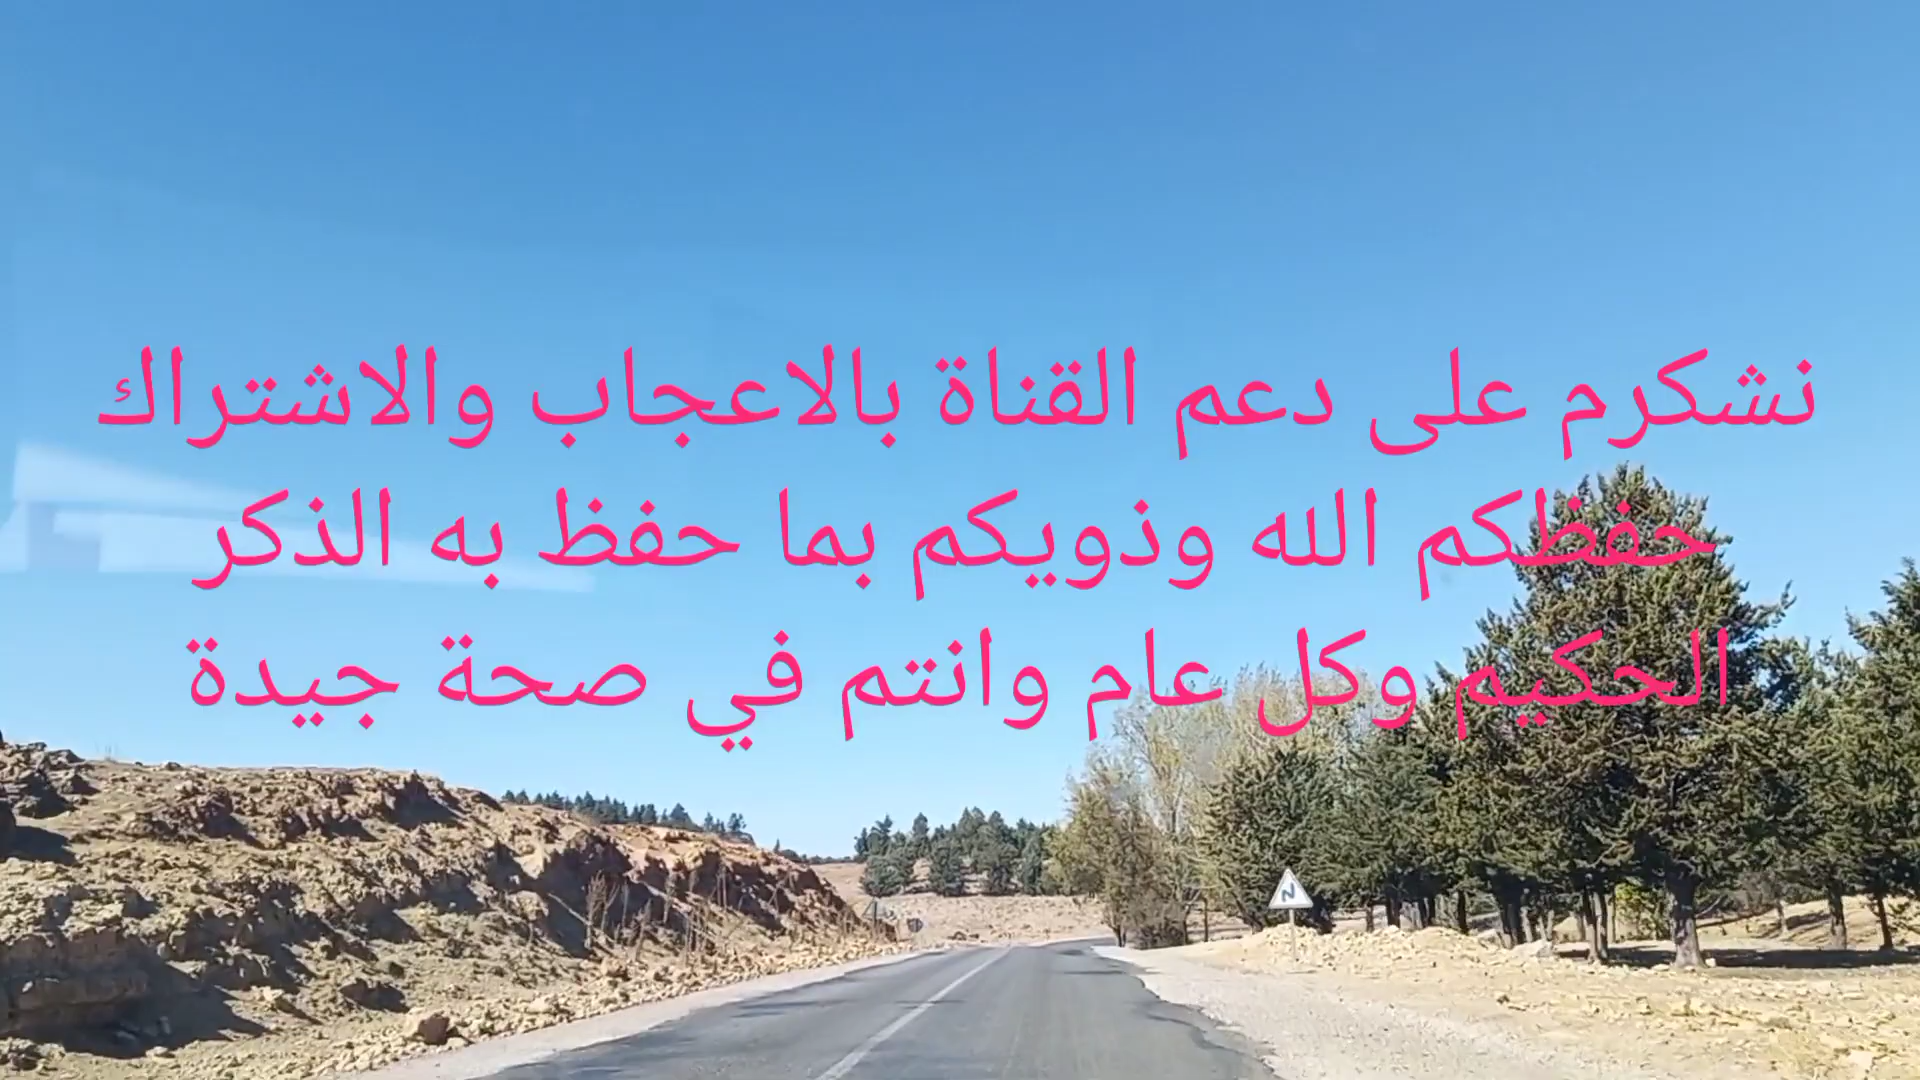 نشكرم على دعم القناة بالاعجاب والاشتراك
حفظكم الله وذويكم بما حفظ به الذكر
الحكيم وكل عام وانتم في صحة جيدة